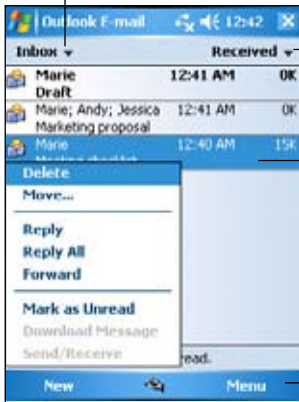 Outlook E-mail 12:42
Inbox Received
Marie 12:41 AM 0K
Draft
Marie; Andy; Jessica 12:41 AM 0K
Marketing proposal
Marie 12:40 AM 15K
Meeting checklist
Delete
Move...
Reply
Reply All
Forward
Mark as Unread
Download Message
Send/Receive
read.
New Menu